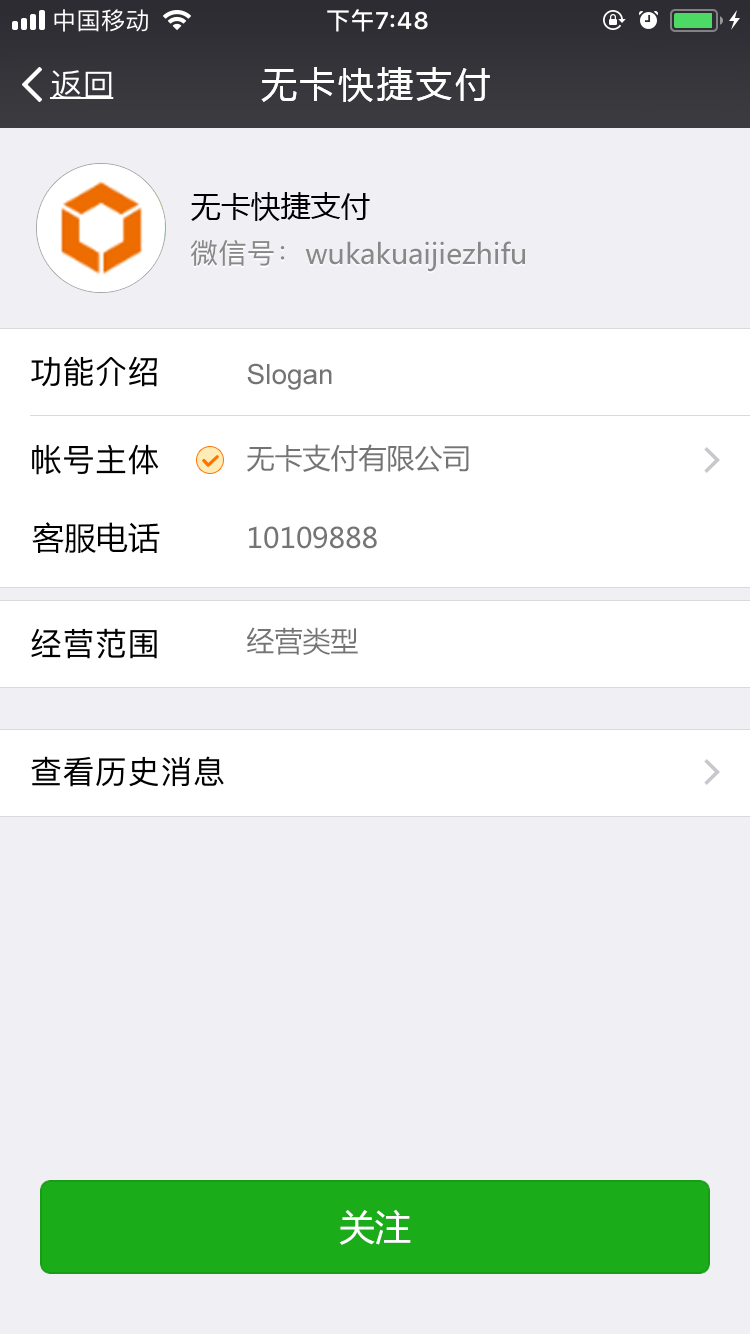 中国移动 下午7:48
返回 无卡快捷支付
无卡快捷支付
微信号： wukakuaijiezhifu
功能介绍 Slogan
帐号主体 无卡支付有限公司
客服电话 10109888
经营范围 经营类型
查看历史消息
关注